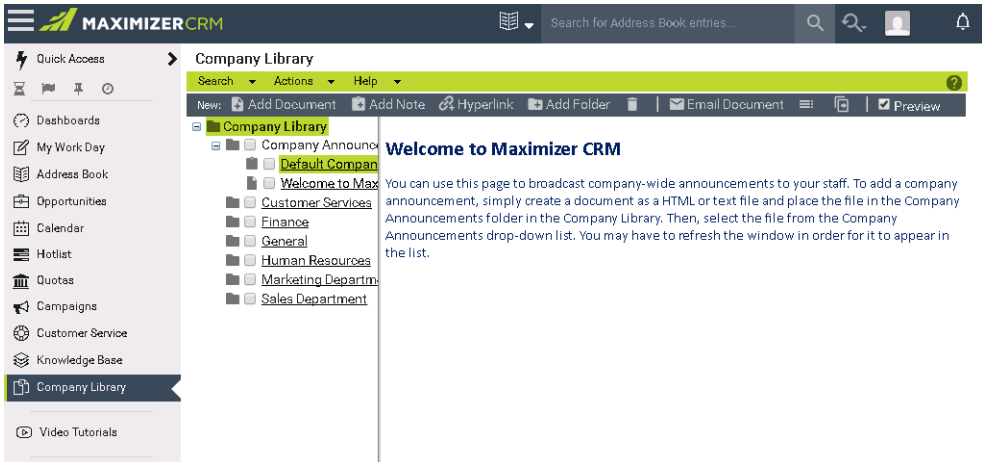 MAXIMIZER CRM
Search for Address Book entries...
Quick Access
Dashboards
My Work Day
Address Book
Opportunities
Calendar
Hotlist
Quotas
Campaigns
Customer Service
Knowledge Base
Company Library
Video Tutorials
Company Library
Search Actions Help
New: Add Document Add Note Hyperlink Add Folder Email Document Preview
Company Library
Company Announce
Default Compan
Welcome to Max
Customer Services
Finance
General
Human Resources
Marketing Departm
Sales Department
Welcome to Maximizer CRM
You can use this page to broadcast company-wide announcements to your staff. To add a company
announcement, simply create a document as a HTML or text file and place the file in the Company
Announcements folder in the Company Library. Then, select the file from the Company
Announcements drop-down list. You may have to refresh the window in order for it to appear in
the list.